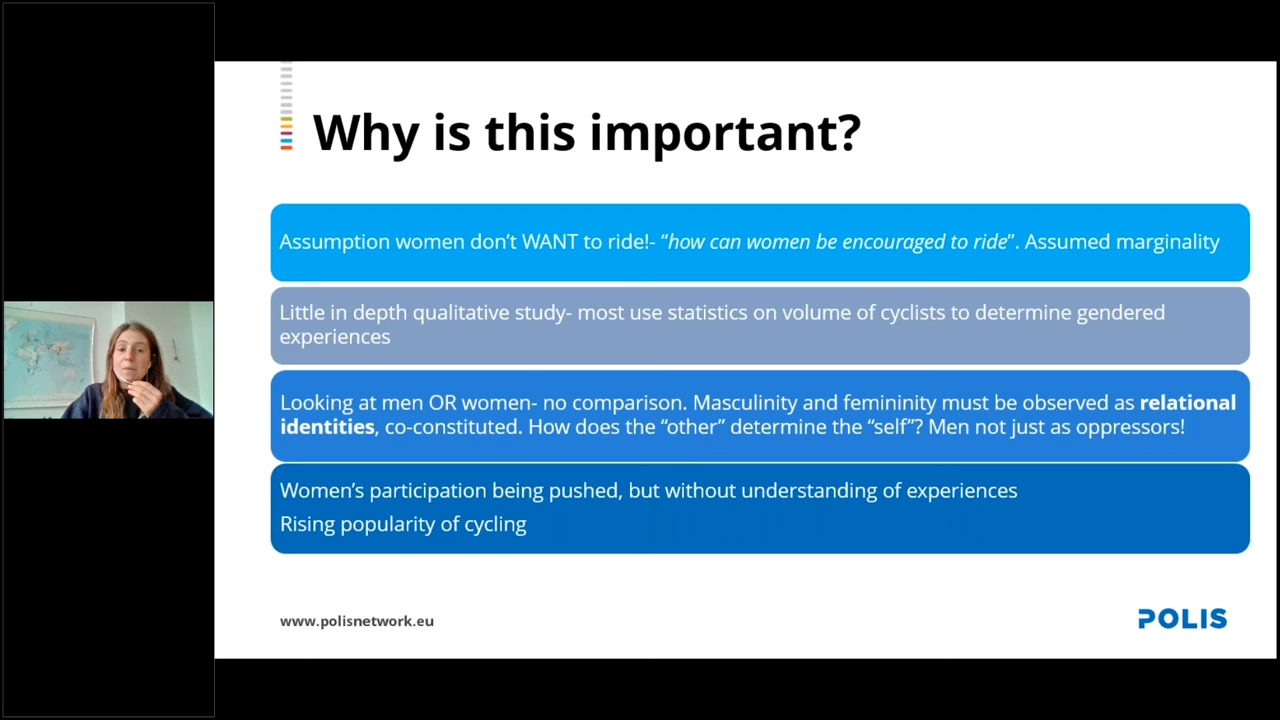 Why is this important?
Assumption women don't WANT to ride!- “how can women be encouraged to ride”. Assumed marginality
Little in depth qualitative study- most use statistics on volume of cyclists to determine gendered
experiences
Looking at men OR women- no comparison. Masculinity and femininity must be observed as relational
identities, co-constituted. How does the “other” determine the “self”? Men not just as oppressors!
Women's participation being pushed, but without understanding of experiences
Rising popularity of cycling
www.polisnetwork.eu
POLIS